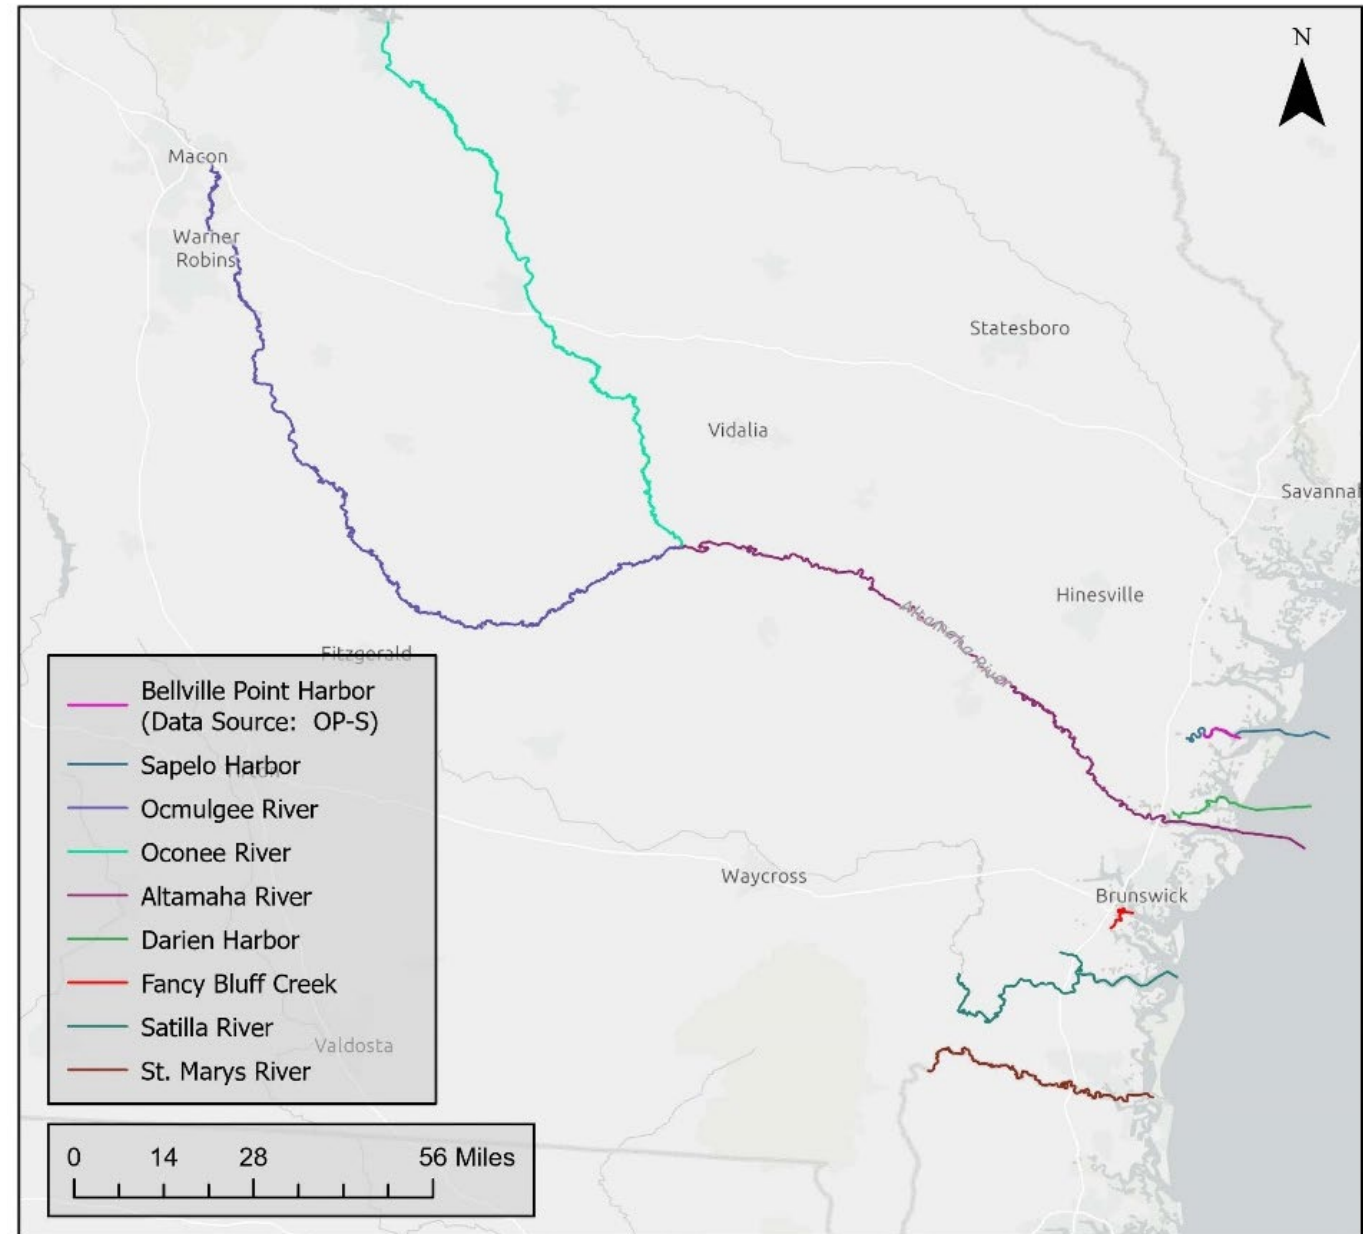 N
Macon
Warner
Robins
Statesboro
Vidalia
Savannah
Hinesville
Altamaha River
Fitzgerald
Waycross
Brunswick
Valdosta
Bellville Point Harbor
(Data Source: OP-S)
Sapelo Harbor
Ocmulgee River
Oconee River
Altamaha River
Darien Harbor
Fancy Bluff Creek
Satilla River
St. Marys River
0 14 28 56 Miles